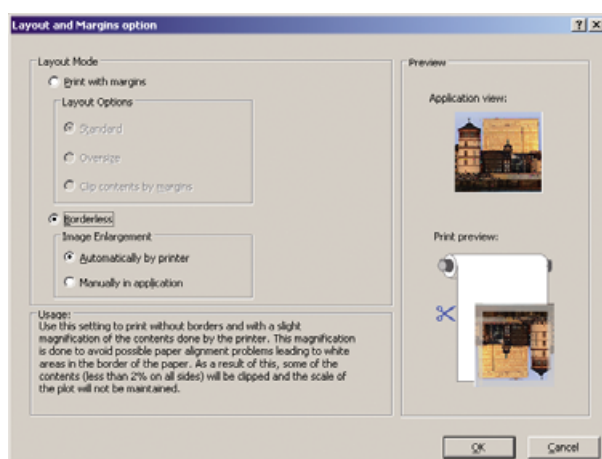 Layout and Margins option
Layout Mode
Print with margins
Layout Options
Standard
Oversize
Clip contents by margins
Borderless
Image Enlargement
Automatically by printer
Manually in application
Usage:
Use this setting to print without borders and with a slight
magnification of the contents done by the printer. This magnification
is done to avoid possible paper alignment problems leading to white
areas in the border of the paper. As a result of this, some of the
contents (less than 2% on all sides) will be clipped and the scale of
the plot will not be maintained.
Preview
Application view:
Print preview:
OK
Cancel